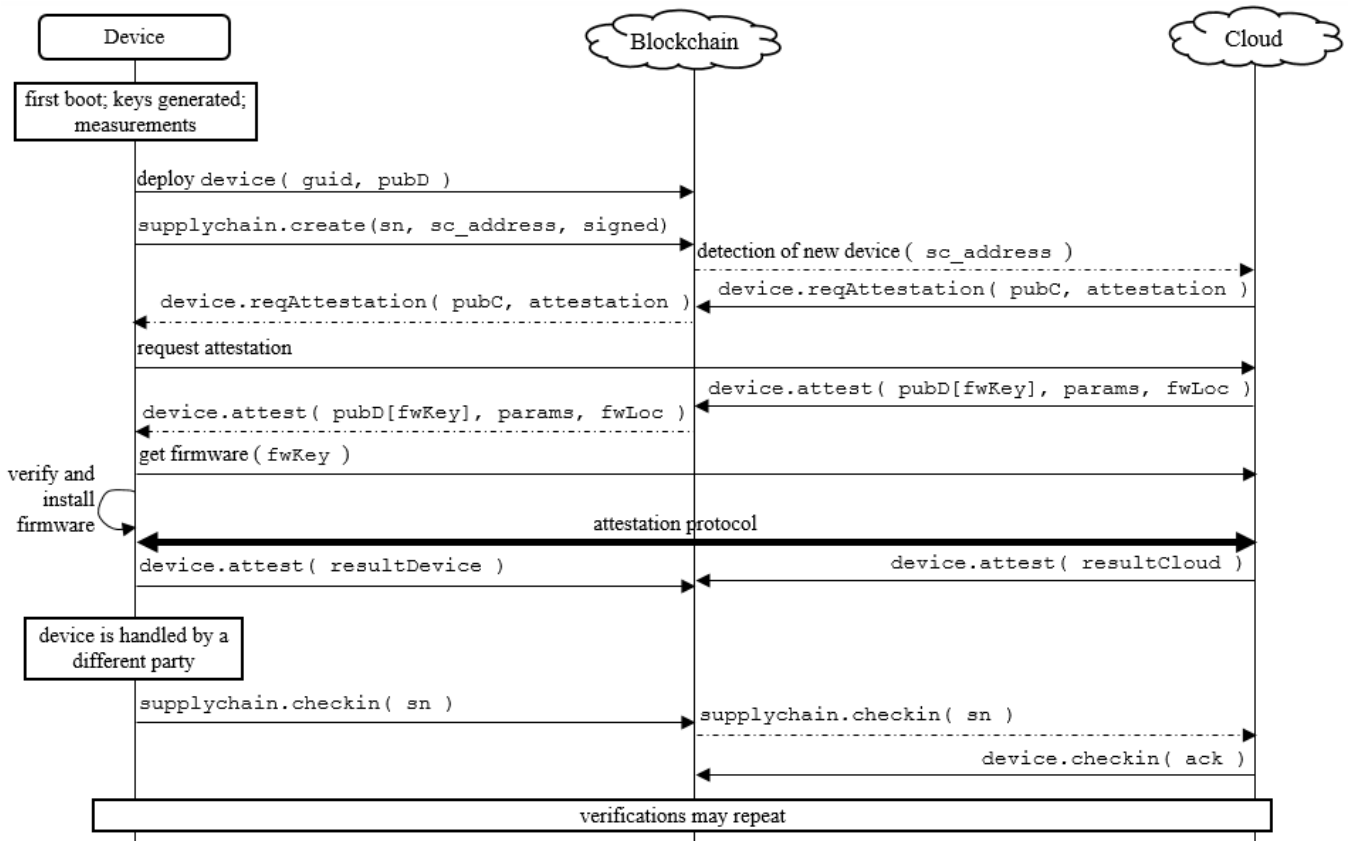 Device
Blockchain
Cloud
first boot; keys generated;
measurements
deploy device( guid, pubD )
supplychain.create(sn, sc_address, signed)
detection of new device ( sc_address )
device.reqAttestation( pubC, attestation )
device.reqAttestation( pubC, attestation )
request attestation
device.attest( pubD[fwKey], params, fwLoc )
device.attest( pubD[fwKey], params, fwLoc )
get firmware ( fwKey )
verify and
install
firmware
attestation protocol
device.attest( resultDevice )
device.attest( resultCloud )
device is handled by a
different party
supplychain.checkin( sn )
supplychain.checkin( sn )
device.checkin( ack )
verifications may repeat